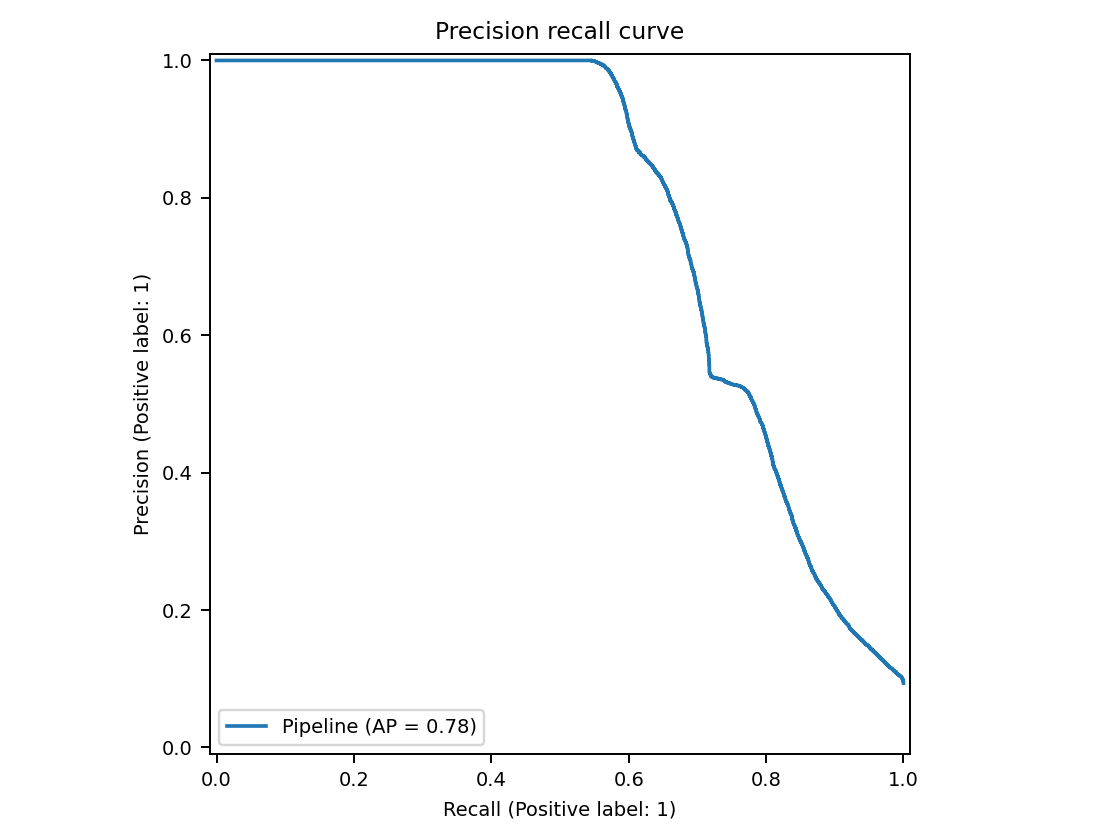 Precision recall curve
1.0
0.8
0.6
0.4
0.2
0.0
Precision (Positive label: 1)
Pipeline (AP = 0.78)
0.0 0.2 0.4 0.6 0.8 1.0
Recall (Positive label: 1)